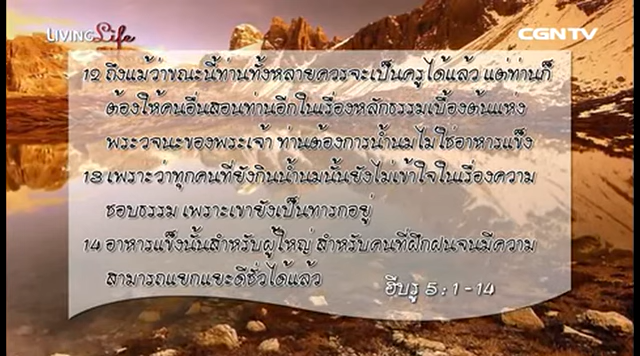 LIVING Life
CGNTV
12 ถึงแม้ว่าขณะนี้ท่านทั้งหลายควรจะเป็นครูได้แล้ว แต่ท่านก็
ต้องให้คนอื่นสอนท่านอีกในเรื่องหลักธรรมเบื้องต้นแห่ง
พระวจนะของพระเจ้า ท่านต้องการน้ำนมไม่ใช่อาหารแข็ง
13 เพราะว่าทุกคนที่ยังกินน้ำนมนั้นยังไม่เข้าใจในเรื่องความ
ชอบธรรม เพราะเขายังเป็นทารกอยู่
14 อาหารแข็งนั้นสำหรับผู้ใหญ่ สำหรับคนที่ฝึกฝนจนมีความ
สามารถแยกแยะดีชั่วได้แล้ว
ฮีบรู 5 : 1 - 14